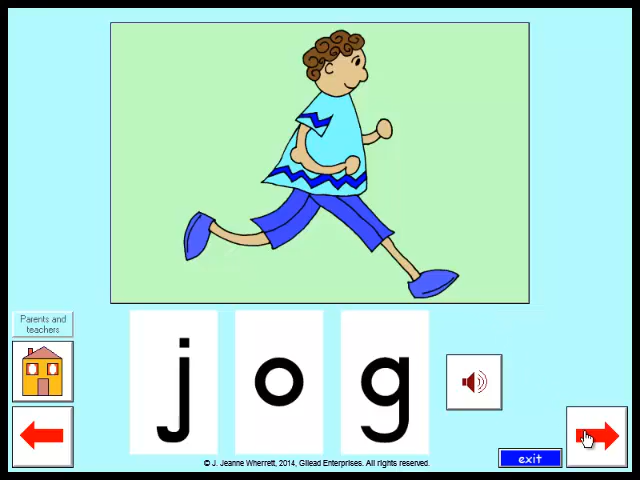 Parents and
teachers
j o g
exit
© J. Jeanne Wherrett, 2014, Gilead Enterprises. All rights reserved.